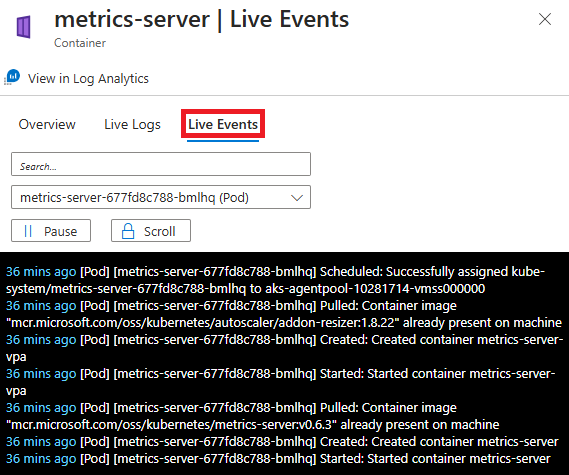 metrics-server | Live Events
Container
View in Log Analytics
Overview Live Logs Live Events
Search...
metrics-server-677fd8c788-bmlhq (Pod)
Pause Scroll
36 mins ago [Pod] [metrics-server-677fd8c788-bmlhq] Scheduled: Successfully assigned kube-
system/metrics-server-677fd8c788-bmlhq to aks-agentpool-10281714-vmss000000
36 mins ago [Pod] [metrics-server-677fd8c788-bmlhq] Pulled: Container image
"mcr.microsoft.com/oss/kubernetes/autoscaler/addon-resizer:1.8.22" already present on machine
36 mins ago [Pod] [metrics-server-677fd8c788-bmlhq] Created: Created container metrics-server-
vpa
36 mins ago [Pod] [metrics-server-677fd8c788-bmlhq] Started: Started container metrics-server-
vpa
36 mins ago [Pod] [metrics-server-677fd8c788-bmlhq] Pulled: Container image
"mcr.microsoft.com/oss/kubernetes/metrics-server:v0.6.3" already present on machine
36 mins ago [Pod] [metrics-server-677fd8c788-bmlhq] Created: Created container metrics-server
36 mins ago [Pod] [metrics-server-677fd8c788-bmlhq] Started: Started container metrics-server